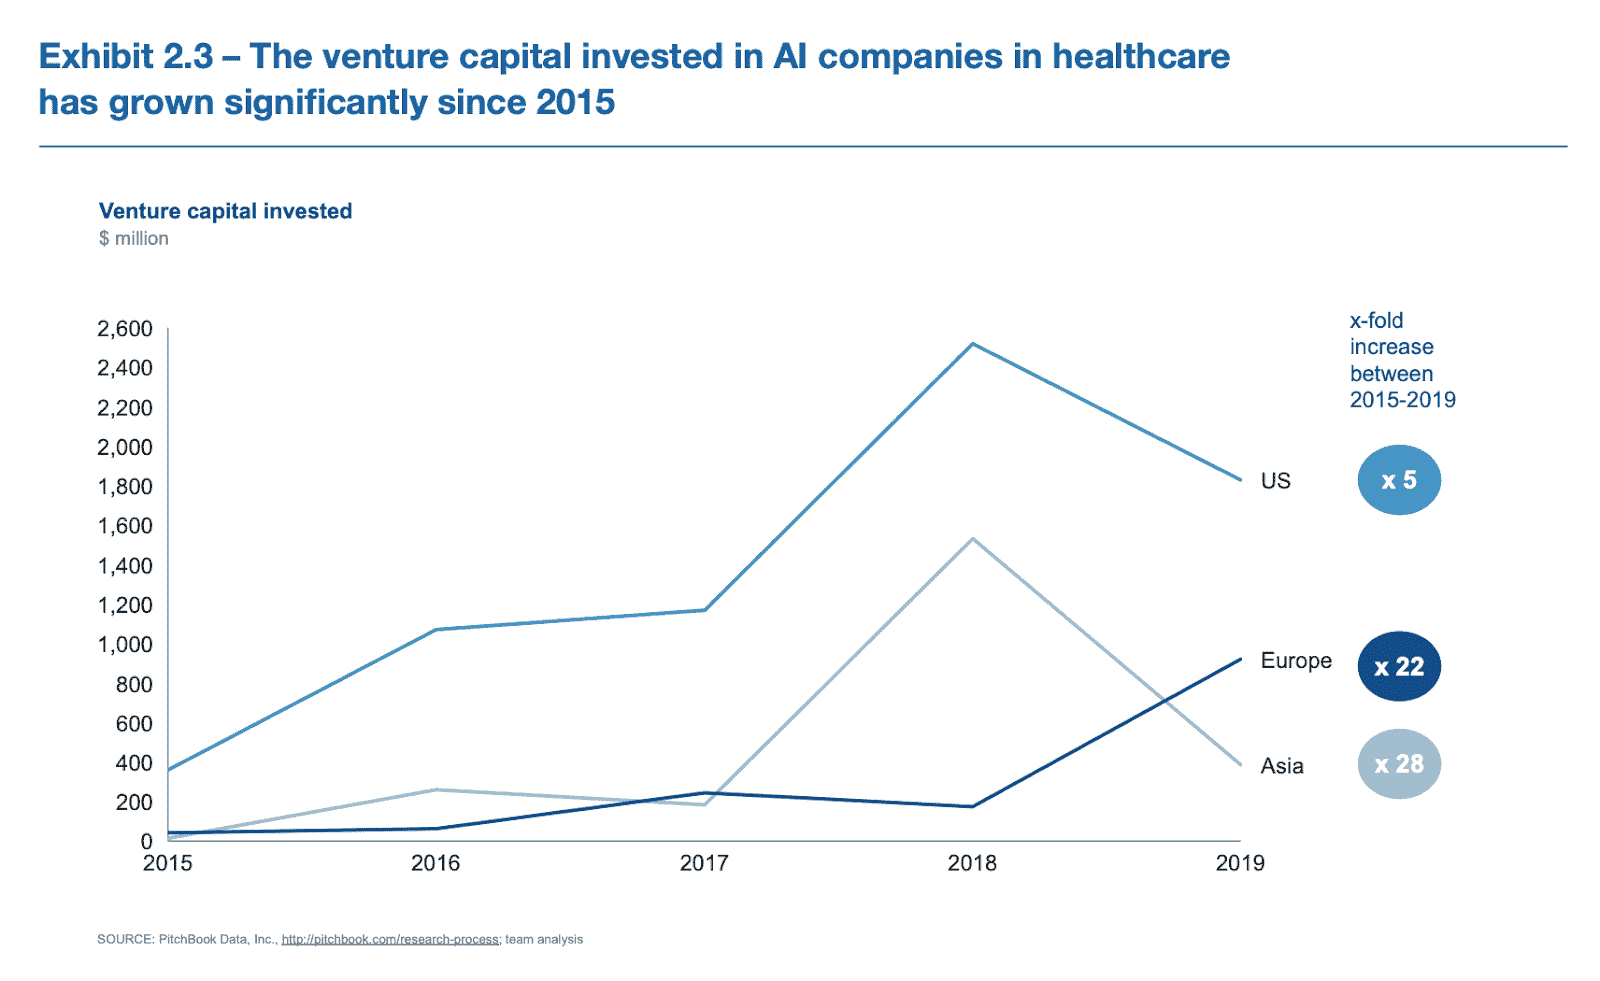 Exhibit 2.3 – The venture capital invested in AI companies in healthcare
has grown significantly since 2015
Venture capital invested
$ million
2,600
2,400
2,200
2,000
1,800
1,600
1,400
1,200
1,000
800
600
400
200
0
2015
2016
2017
2018
2019
US
Europe
Asia
x-fold
increase
between
2015-2019
x 5
x 22
x 28
SOURCE: PitchBook Data, Inc., http://pitchbook.com/research-process; team analysis